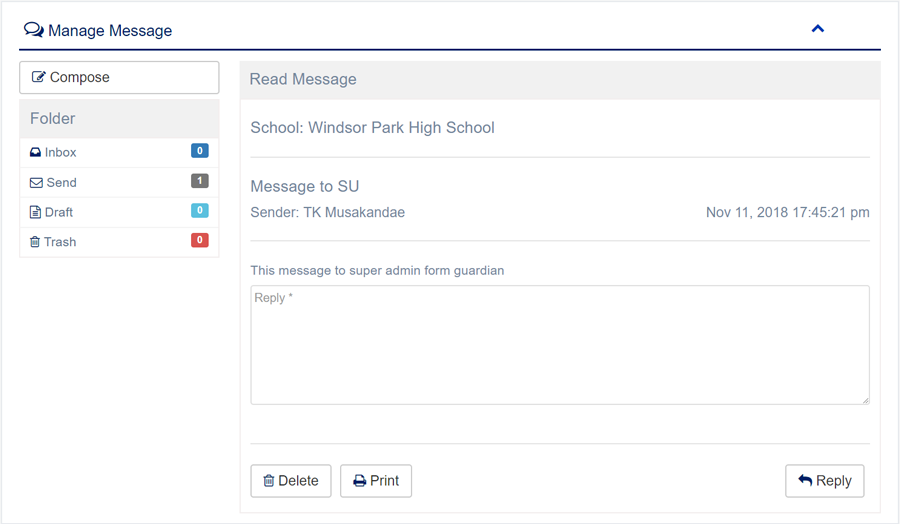 Manage Message
Compose
Folder
Inbox 0
Send 1
Draft 0
Trash 0
Read Message
School: Windsor Park High School
Message to SU
Sender: TK Musakandae Nov 11, 2018 17:45:21 pm
This message to super admin form guardian
Reply *
Delete Print Reply